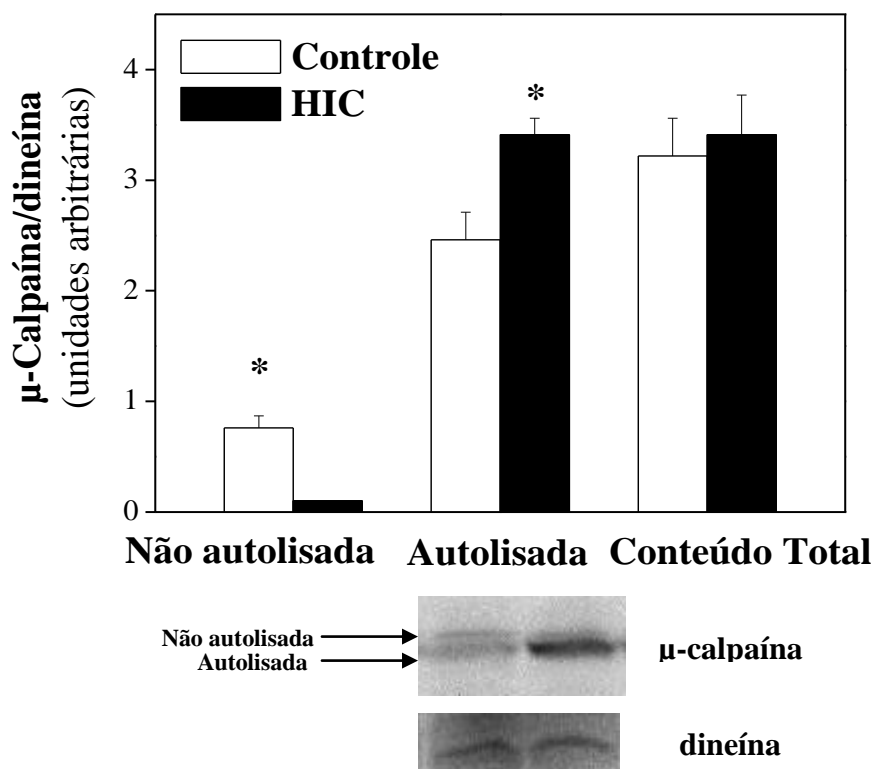 µ-Calpaína/dineína
(unidades arbitrárias)
4
3
2
1
0
Controle
HIC
*
*
Não autolisada
Autolisada
Conteúdo Total
Não autolisada
Autolisada
µ-calpaína
dineína